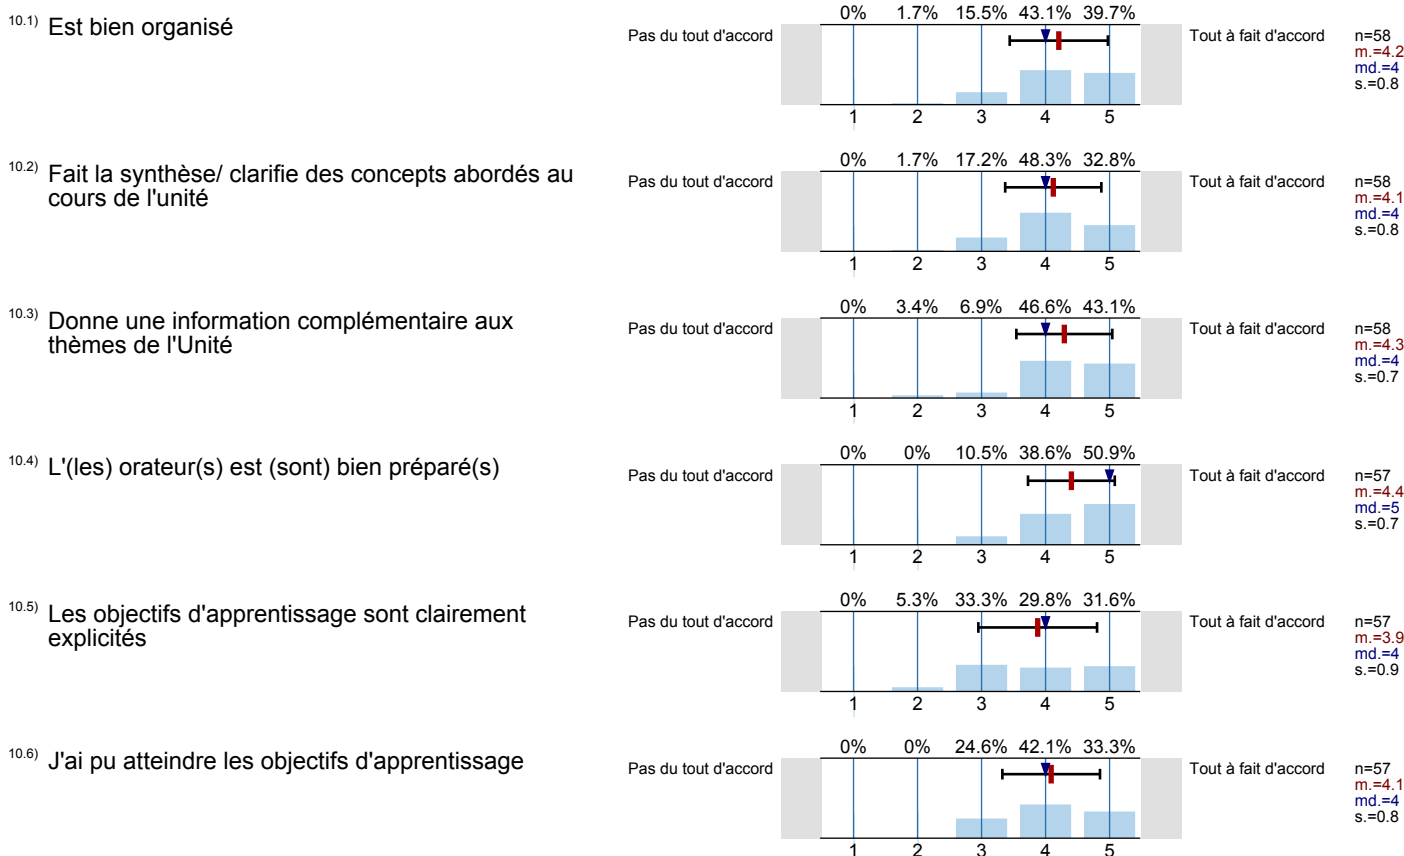 0% 1.7% 15.5% 43.1% 39.7%
10.1) Est bien organisé
Pas du tout d'accord
Tout à fait d'accord
n=58
m.=4.2
md.=4
s.=0.8
1 2 3 4 5
0% 1.7% 17.2% 48.3% 32.8%
10.2) Fait la synthèse/ clarifie des concepts abordés au
cours de l'unité
Pas du tout d'accord
Tout à fait d'accord
n=58
m.=4.1
md.=4
s.=0.8
1 2 3 4 5
0% 3.4% 6.9% 46.6% 43.1%
10.3) Donne une information complémentaire aux
thèmes de l'Unité
Pas du tout d'accord
Tout à fait d'accord
n=58
m.=4.3
md.=4
s.=0.7
1 2 3 4 5
0% 0% 10.5% 38.6% 50.9%
10.4) L'(les) orateur(s) est (sont) bien préparé(s)
Pas du tout d'accord
Tout à fait d'accord
n=57
m.=4.4
md.=5
s.=0.7
1 2 3 4 5
0% 5.3% 33.3% 29.8% 31.6%
10.5) Les objectifs d'apprentissage sont clairement
explicités
Pas du tout d'accord
Tout à fait d'accord
n=57
m.=3.9
md.=4
s.=0.9
1 2 3 4 5
0% 0% 24.6% 42.1% 33.3%
10.6) J'ai pu atteindre les objectifs d'apprentissage
Pas du tout d'accord
Tout à fait d'accord
n=57
m.=4.1
md.=4
s.=0.8
1 2 3 4 5